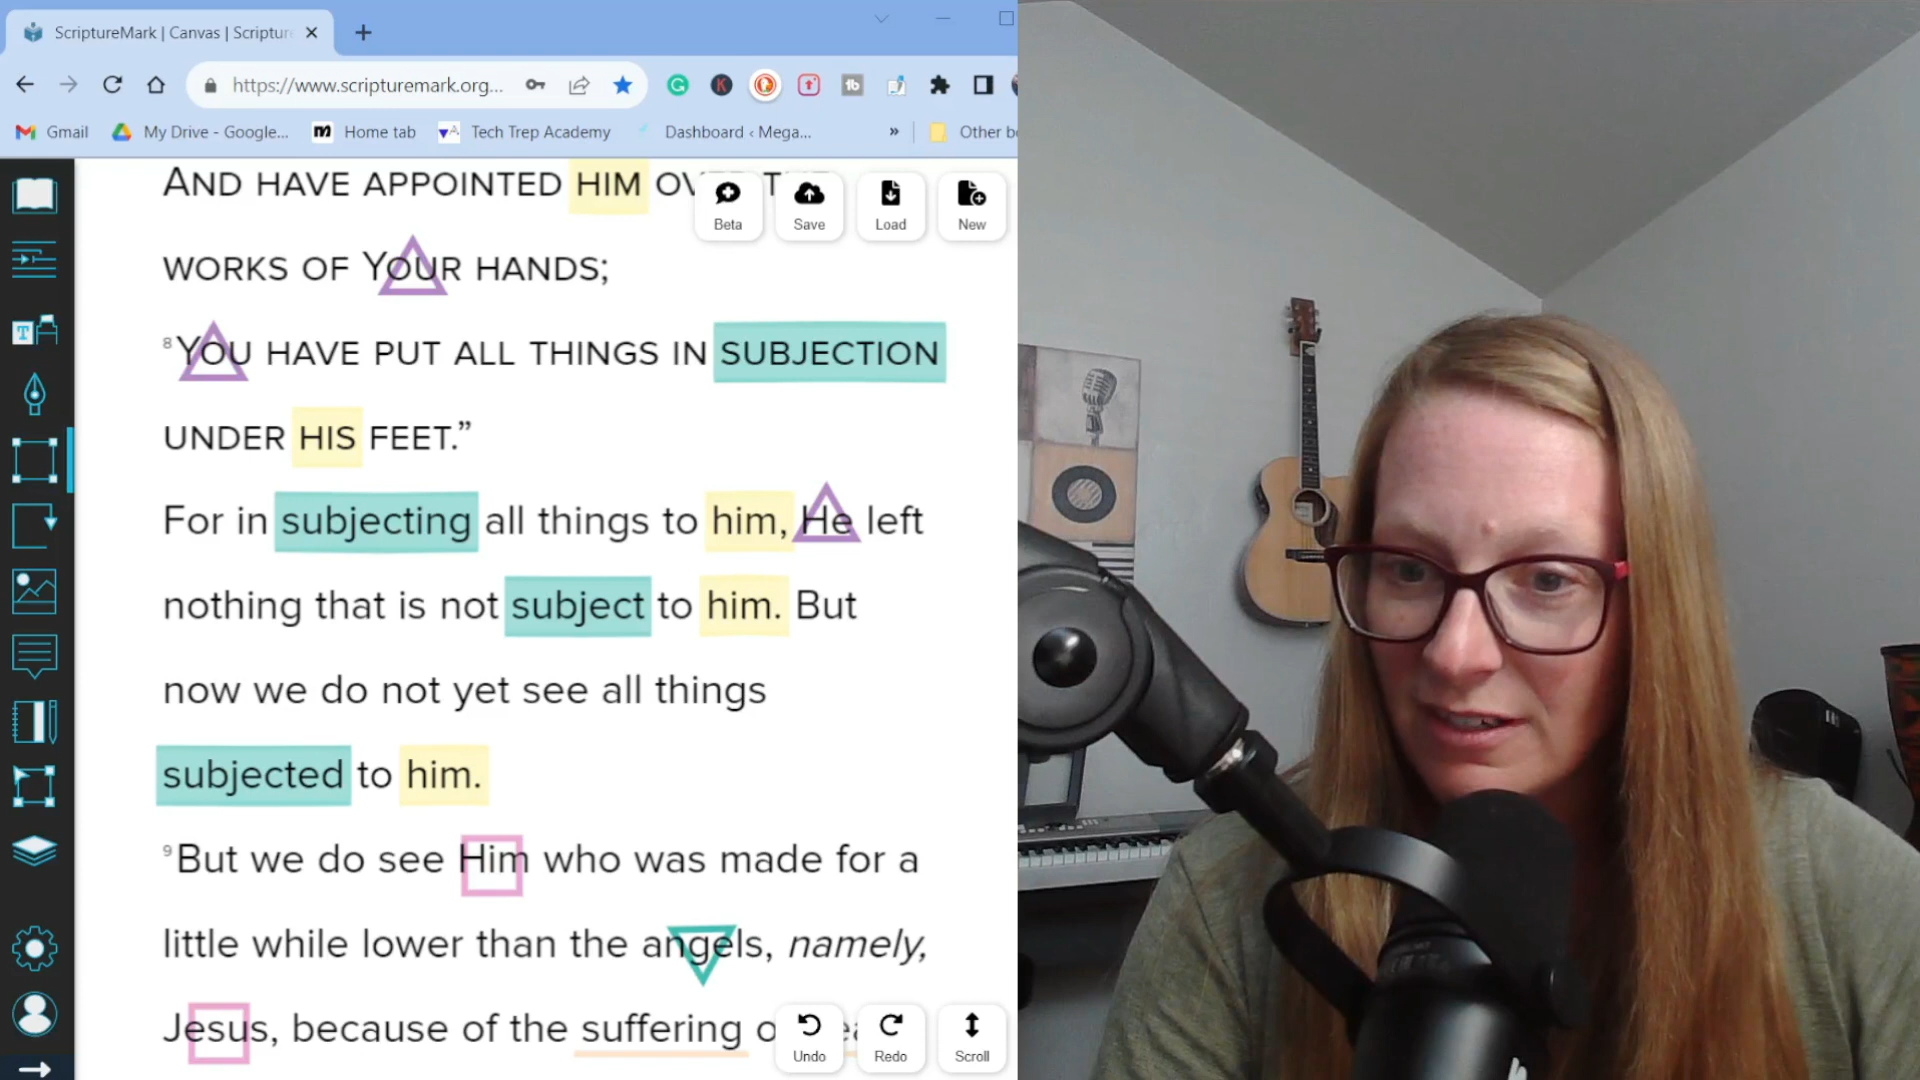 ScriptureMark | Canvas | Scriptur
https://www.scripturemark.org...
Gmail My Drive - Google... Home tab Tech Trep Academy Dashboard ‹ Mega... » Other b
AND HAVE APPOINTED HIM
Beta Save Load New
WORKS OF YOUR HANDS;
8 YOU HAVE PUT ALL THINGS IN SUBJECTION
UNDER HIS FEET.”
For in subjecting all things to him, He left
nothing that is not subject to him. But
now we do not yet see all things
subjected to him.
9 But we do see Him who was made for a
little while lower than the angels, namely,
Jesus, because of the suffering
Undo Redo Scroll